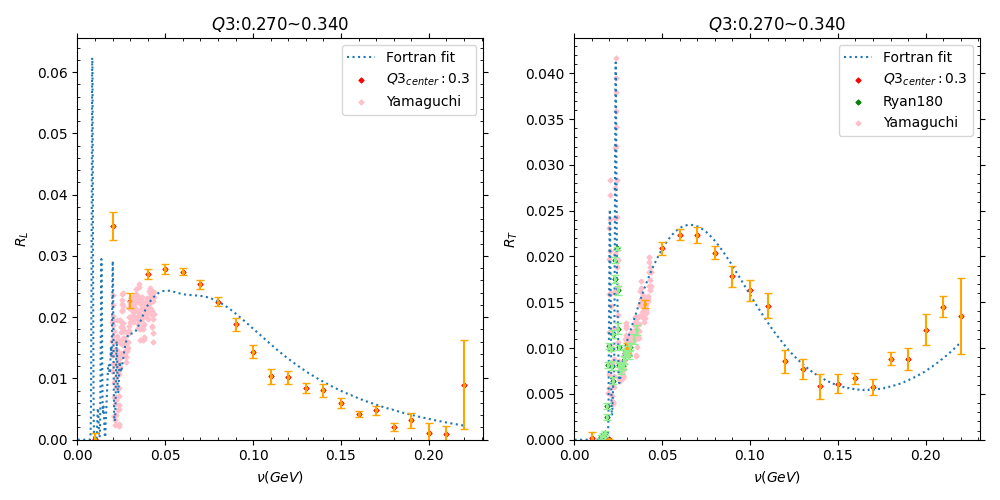 Q3:0.270~0.340
Fortran fit
Q3center: 0.3
Yamaguchi
0.06
0.05
0.04
0.03
0.02
0.01
0.00
RL
0.00 0.05 0.10 0.15 0.20
ν(GeV)
Q3:0.270~0.340
Fortran fit
Q3center: 0.3
Ryan180
Yamaguchi
0.040
0.035
0.030
0.025
0.020
0.015
0.010
0.005
0.000
RT
0.00 0.05 0.10 0.15 0.20
ν(GeV)